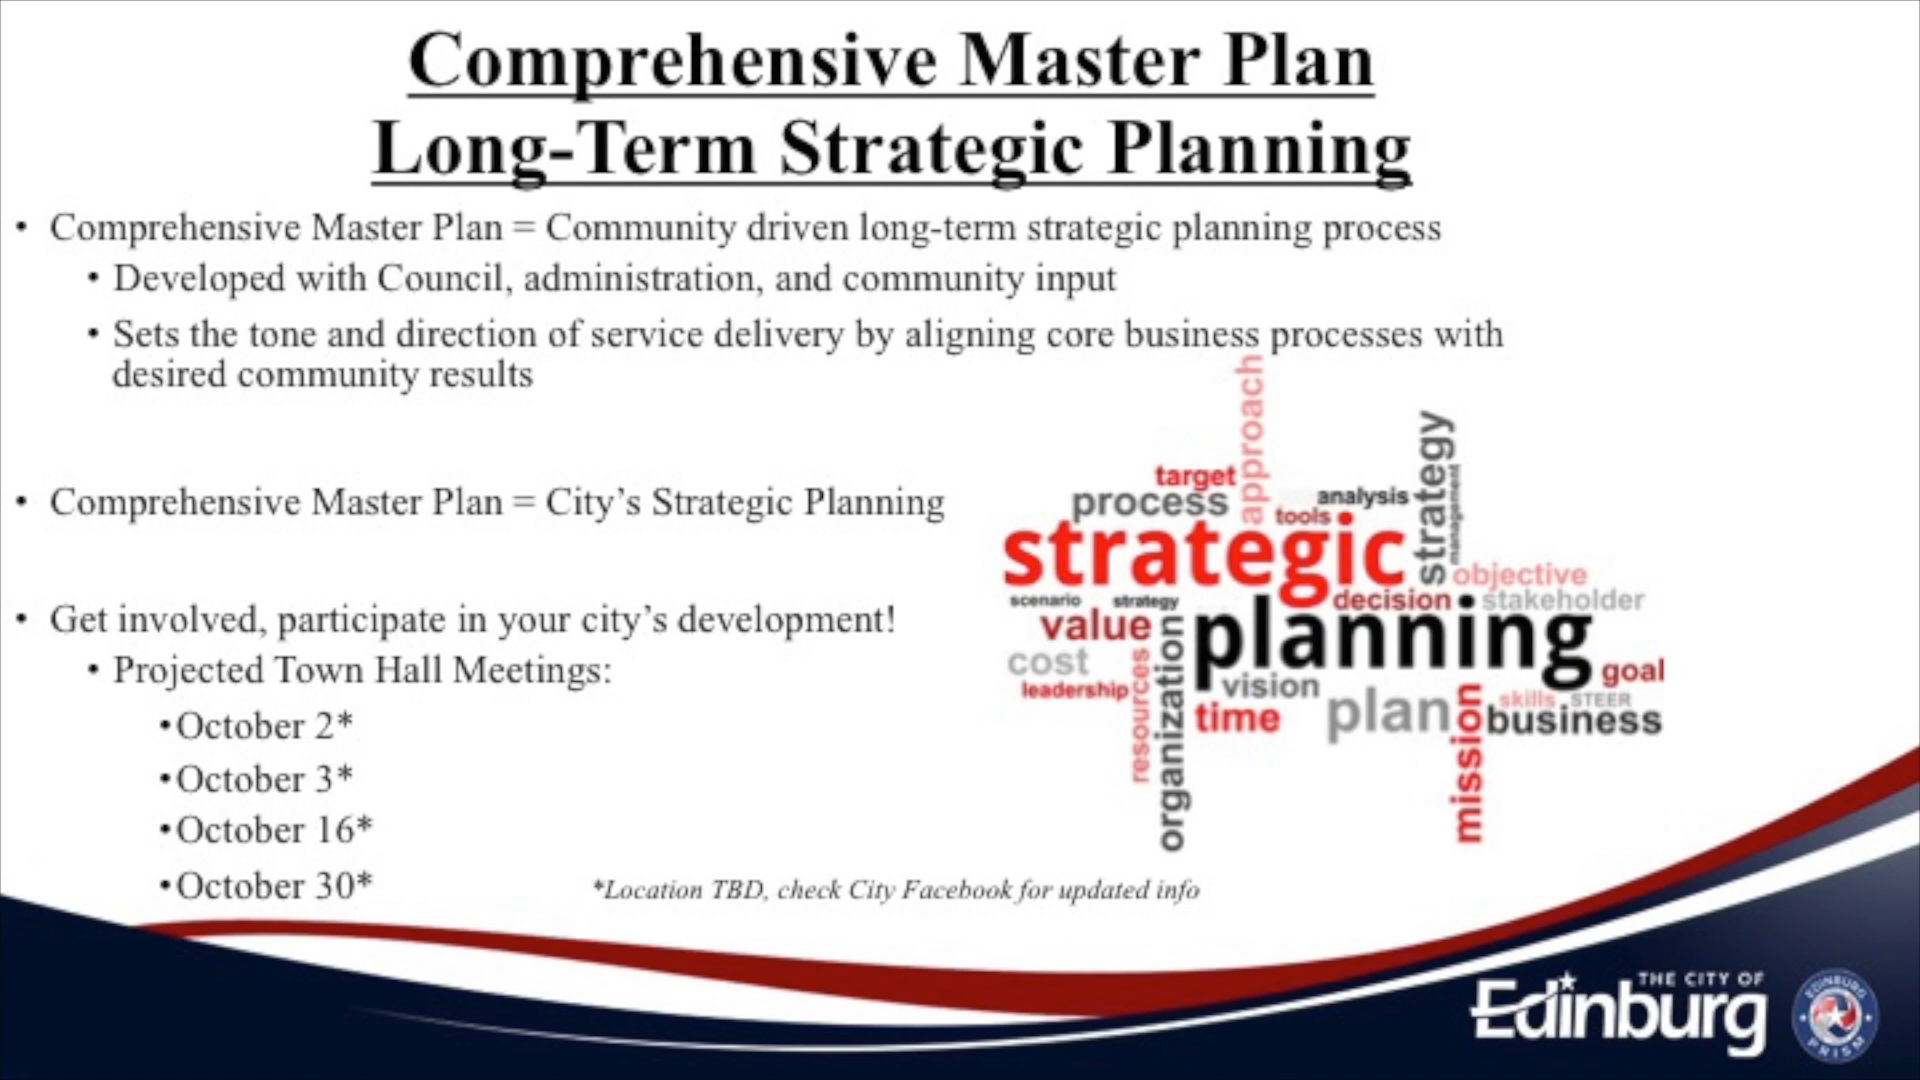 Comprehensive Master Plan
Long-Term Strategic Planning
• Comprehensive Master Plan = Community driven long-term strategic planning process
• Developed with Council, administration, and community input
• Sets the tone and direction of service delivery by aligning core business processes with
desired community results
• Comprehensive Master Plan = City’s Strategic Planning
• Get involved, participate in your city’s development!
• Projected Town Hall Meetings:
•October 2*
•October 3*
•October 16*
•October 30*
*Location TBD, check City Facebook for updated info
approach
strategy
target
process
analysis
management
tools
strategic
objective
scenario
strategy
decision
stakeholder
value
planning
cost
organization
resources
leadership
vision
goal
time
plan
mission
skills
STEER
business
THE CITY OF
Edinburg
EDINBURG
PRISM